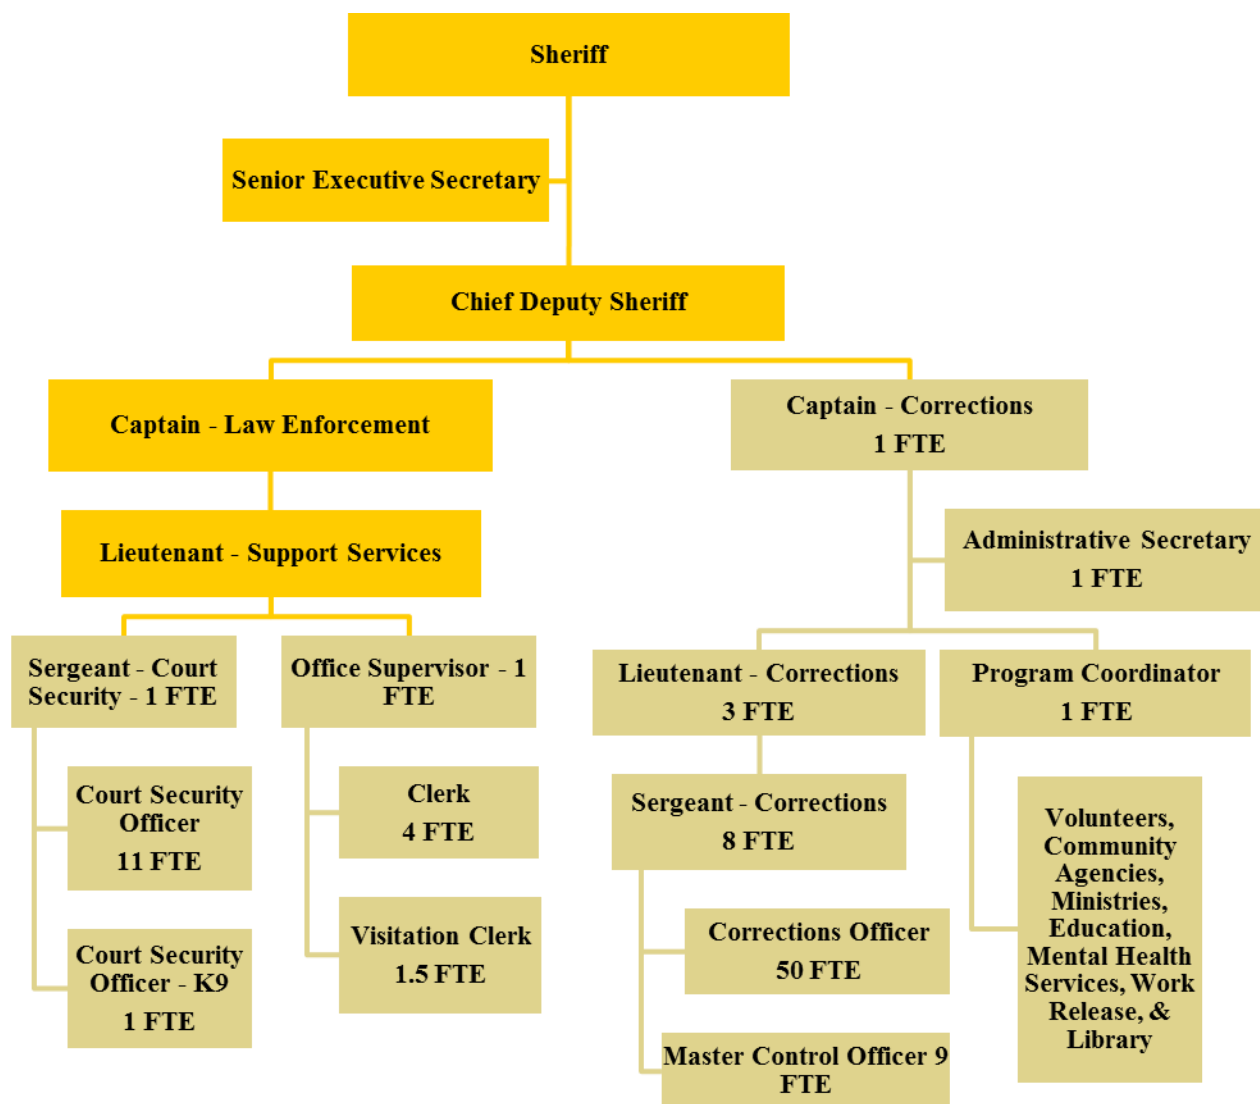 Sheriff
Senior Executive Secretary
Chief Deputy Sheriff
Captain - Law Enforcement
Captain - Corrections
1 FTE
Lieutenant - Support Services
Administrative Secretary
1 FTE
Sergeant - Court
Security - 1 FTE
Office Supervisor - 1
FTE
Lieutenant - Corrections
3 FTE
Program Coordinator
1 FTE
Court Security
Officer
11 FTE
Clerk
4 FTE
Sergeant - Corrections
8 FTE
Volunteers,
Community
Agencies,
Ministries,
Education,
Mental Health
Services, Work
Release, &
Library
Court Security
Officer - K9
1 FTE
Visitation Clerk
1.5 FTE
Corrections Officer
50 FTE
Master Control Officer 9
FTE